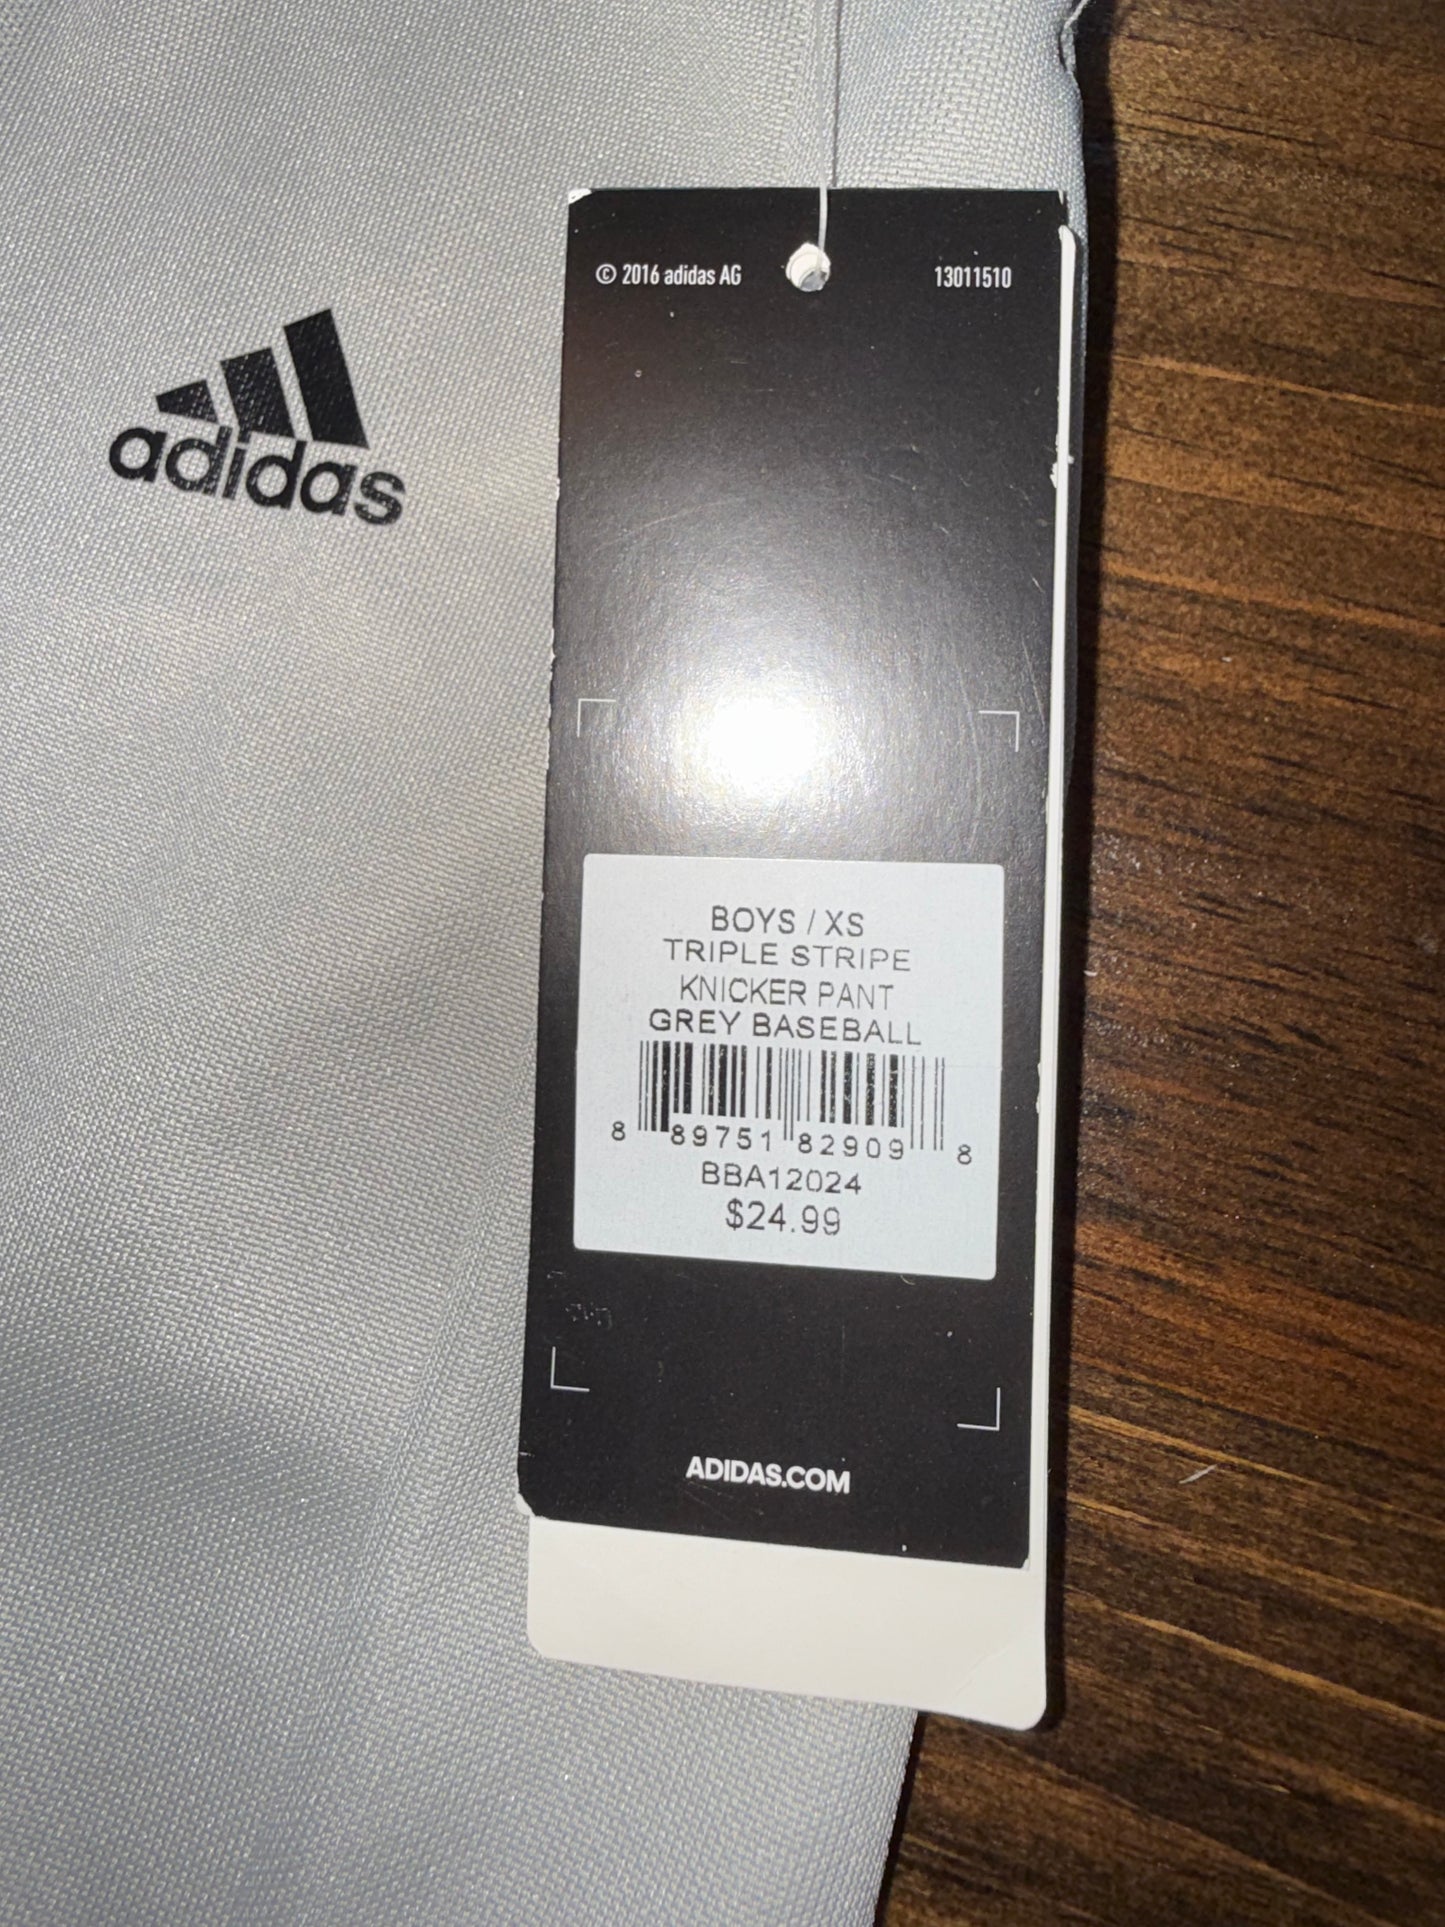 adidas
© 2016 adidas AG 13011510
BOYS / XS
TRIPLE STRIPE
KNICKER PANT
GREY BASEBALL
8 89751 82909 8
BBA12024
$24.99
ADIDAS.COM